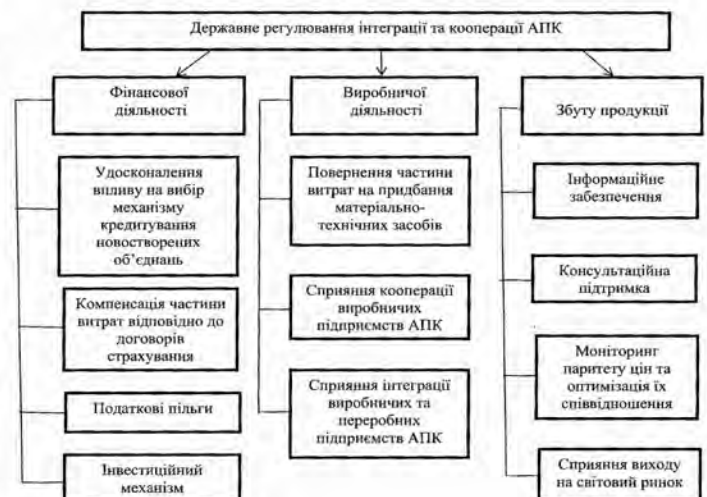 Державне регулювання інтеграції та кооперації АПК
Фінансової
діяльності
Удосконалення
впливу на вибір
механізму
кредитування
новостворених
об’єднань
Компенсація частини
витрат відповідно до
договорів
страхування
Податкові пільги
Інвестиційний
механізм
Виробничої
діяльності
Повернення частини
витрат на придбання
матеріально-
технічних засобів
Сприяння кооперації
виробничих
підприємств АПК
Сприяння інтеграції
виробничих та
переробних
підприємств АПК
Збуту продукції
Інформаційне
забезпечення
Консультаційна
підтримка
Моніторинг
паритету цін та
оптимізація їх
співвідношення
Сприяння виходу
на світовий ринок